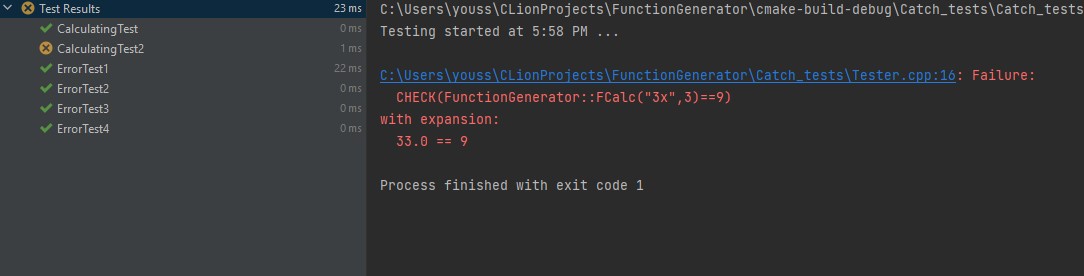 Test Results 23 ms
CalculatingTest 0 ms
CalculatingTest2 1 ms
ErrorTest1 22 ms
ErrorTest2 0 ms
ErrorTest3 0 ms
ErrorTest4 0 ms
C:\Users\youss\CLionProjects\FunctionGenerator\cmake-build-debug\Catch_tests\Catch_tests
Testing started at 5:58 PM ...
C:\Users\youss\CLionProjects\FunctionGenerator\Catch_tests\Tester.cpp:16: Failure:
CHECK(FunctionGenerator::FCalc("3x",3)==9)
with expansion:
33.0 == 9
Process finished with exit code 1